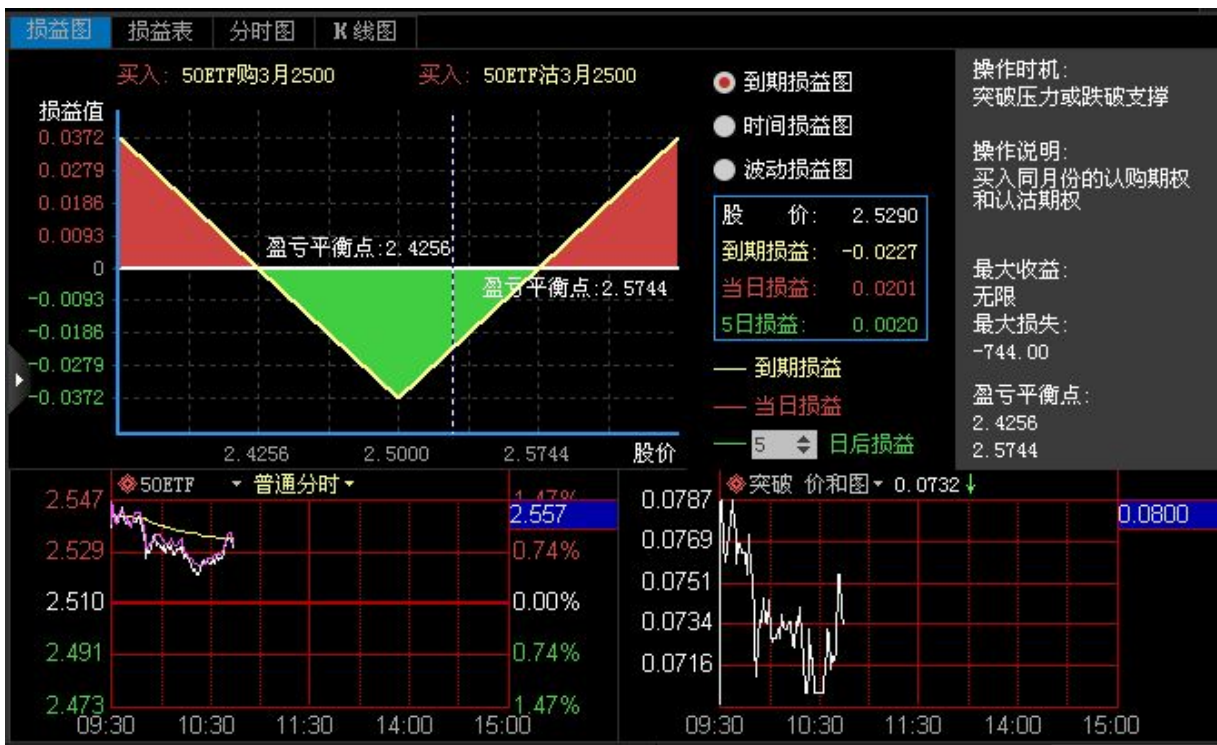 损益图 损益表 分时图 K线图
买入: 50ETF购3月2500 买入: 50ETF沽3月2500
损益值
0.0372
0.0279
0.0186
0.0093
0
-0.0093
-0.0186
-0.0279
-0.0372
盈亏平衡点:2.4256
盈亏平衡点:2.5744
2.4256 2.5000 2.5744 股价
到期损益图
时间损益图
波动损益图
股 价: 2.5290
到期损益: -0.0227
当日损益: 0.0201
5日损益: 0.0020
到期损益
当日损益
5 日后损益
操作时机:
突破压力或跌破支撑
操作说明:
买入同月份的认购期权
和认沽期权
最大收益:
无限
最大损失:
-744.00
盈亏平衡点:
2.4256
2.5744
50ETF 普通分时
2.547 1.47%
2.557
2.529 0.74%
2.510 0.00%
2.491 0.74%
2.473 1.47%
09:30 10:30 11:30 14:00 15:00
突破 价和图 0.0732↓
0.0787
0.0800
0.0769
0.0751
0.0734
0.0716
09:30 10:30 11:30 14:00 15:00